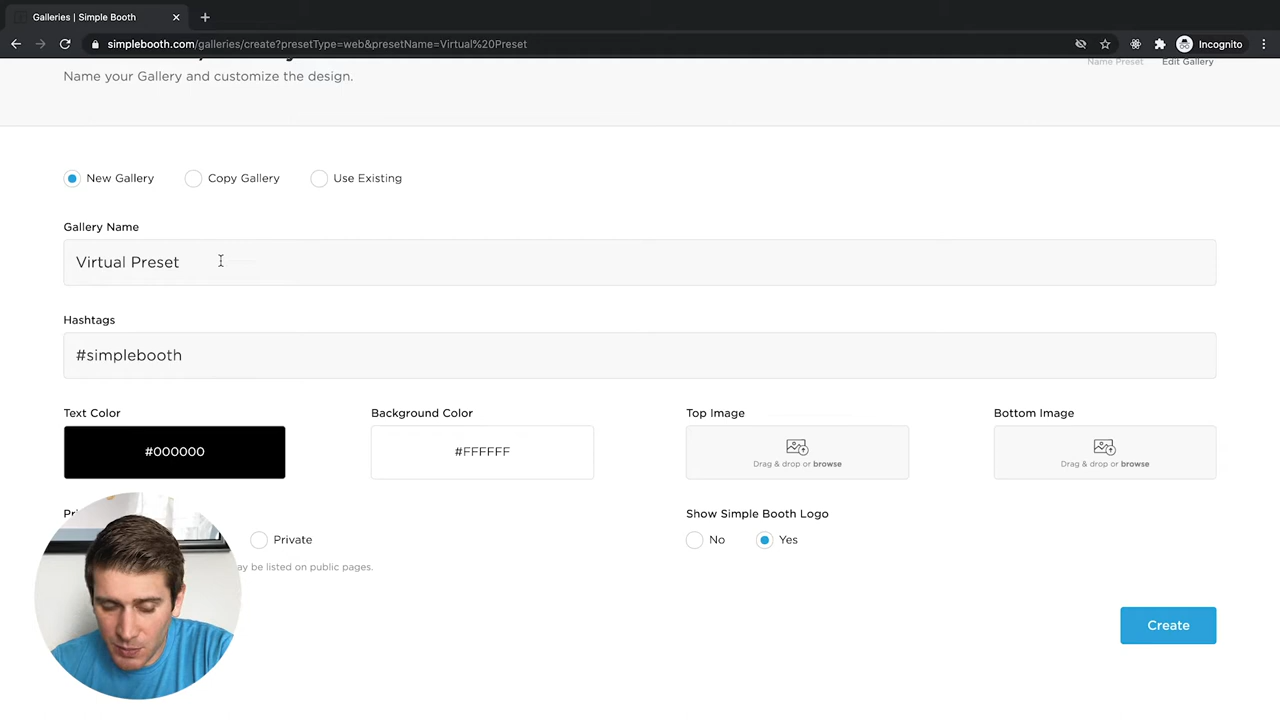 Galleries | Simple Booth
simplebooth.com/galleries/create?presetType=web&presetName=Virtual%20Preset
Incognito
Name your Gallery and customize the design.
Name Preset
Edit Gallery
New Gallery
Copy Gallery
Use Existing
Gallery Name
Virtual Preset
Hashtags
#simplebooth
Text Color
Background Color
Top Image
Bottom Image
#000000
#FFFFFF
Drag & drop or browse
Drag & drop or browse
Show Simple Booth Logo
Private
No
Yes
be listed on public pages.
Create